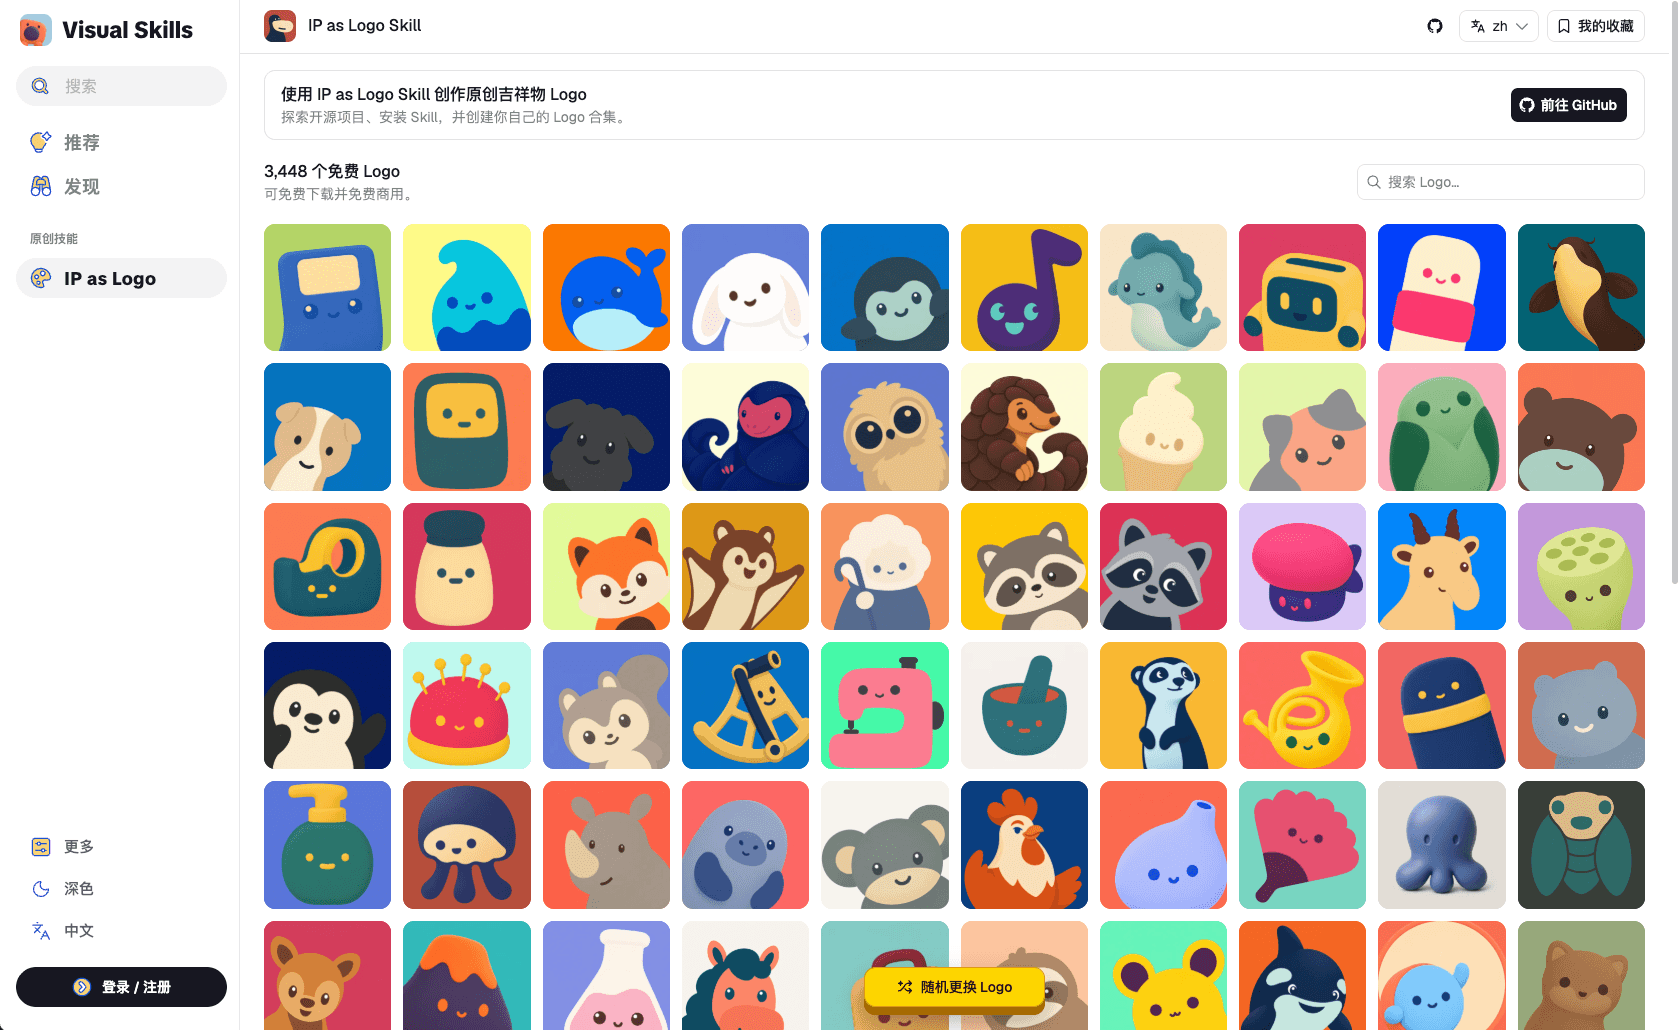 Visual Skills
搜索
推荐
发现
原创技能
IP as Logo
更多
深色
中文
登录 / 注册
IP as Logo Skill
zh
我的收藏
使用 IP as Logo Skill 创作原创吉祥物 Logo
探索开源项目、安装 Skill，并创建你自己的 Logo 合集。
前往 GitHub
3,448 个免费 Logo
可免费下载并免费商用。
搜索 Logo...
随机更换 Logo